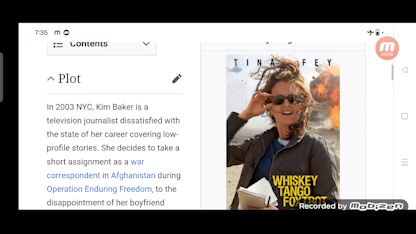 7:35 m
Contents
Plot
In 2003 NYC, Kim Baker is a
television journalist dissatisfied with
the state of her career covering low-
profile stories. She decides to take a
short assignment as a war
correspondent in Afghanistan during
Operation Enduring Freedom, to the
disappointment of her boyfriend
TINA FEY
WHISKEY
TANGO
FOXTROT
m
Recorded by Mobizen